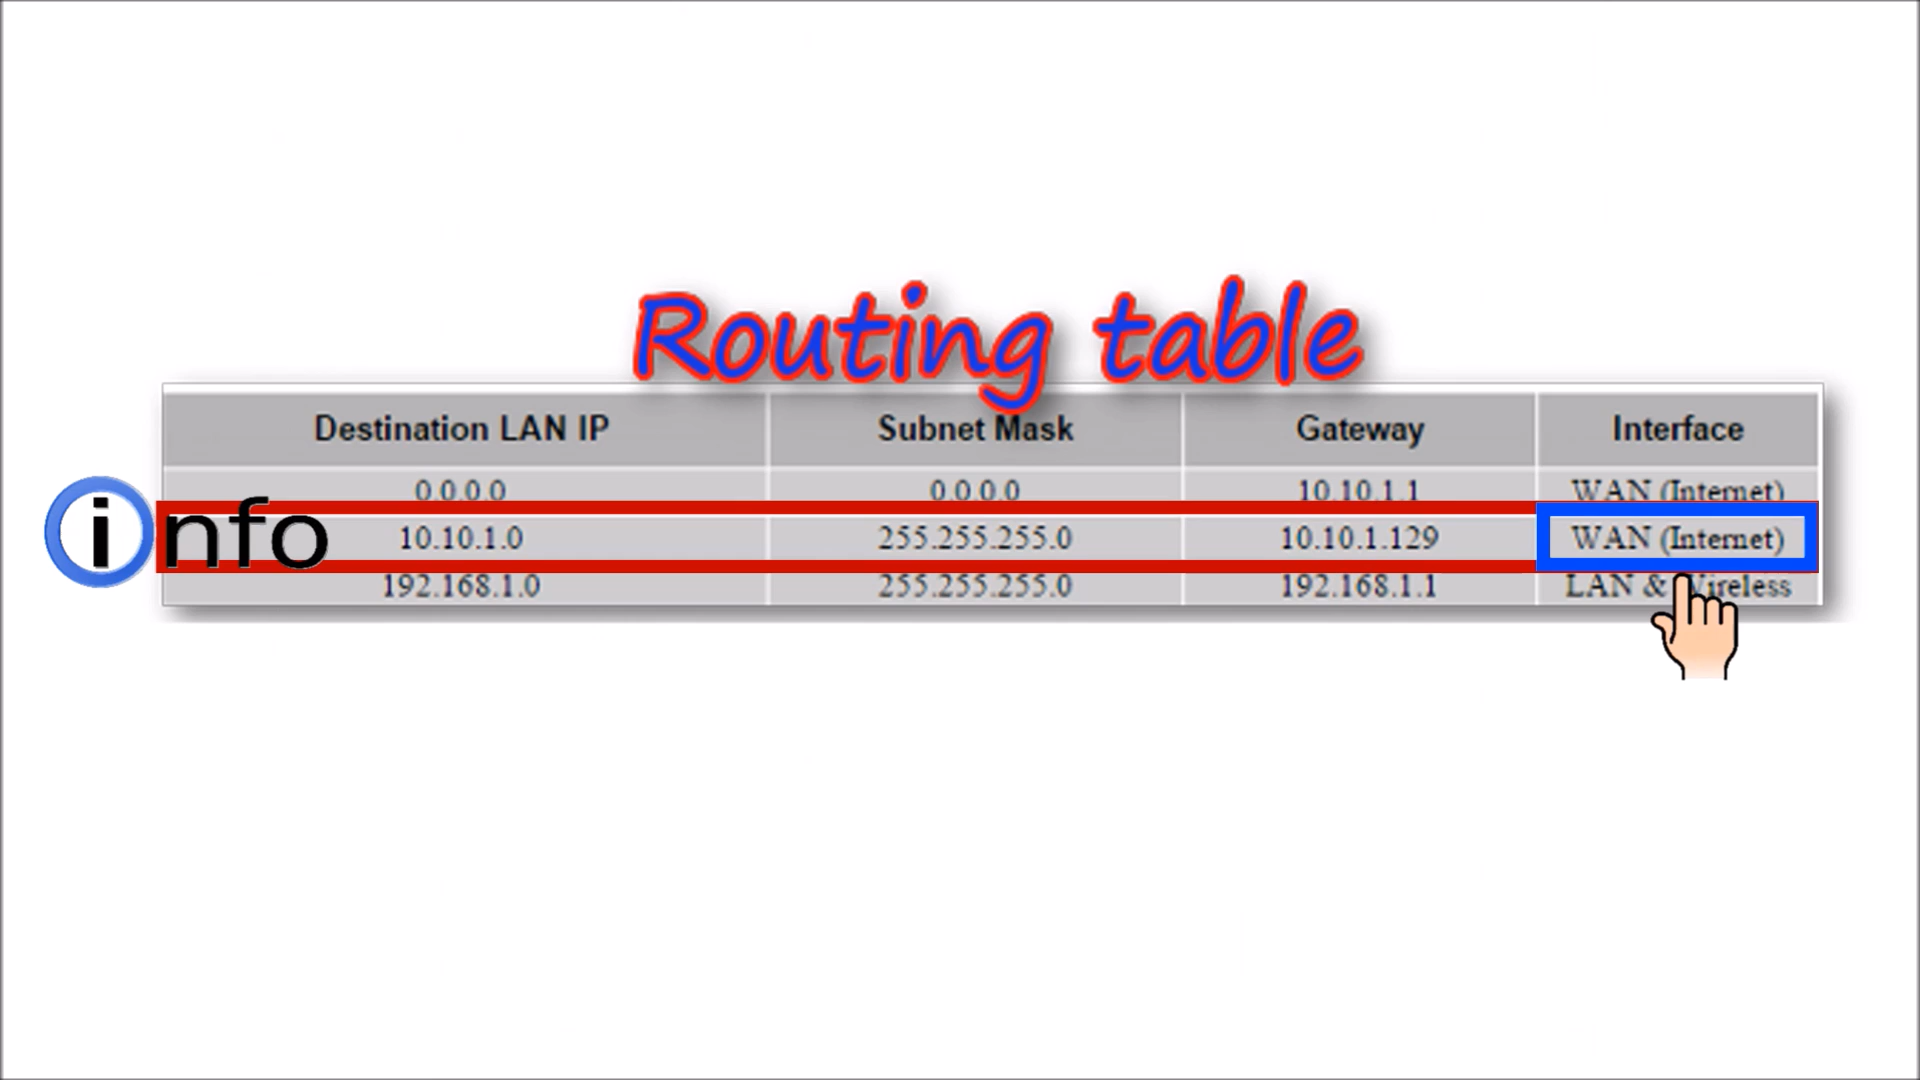 Routing table
Destination LAN IP Subnet Mask Gateway Interface
0.0.0.0 0.0.0.0 10.10.1.1 WAN (Internet)
info 10.10.1.0 255.255.255.0 10.10.1.129 WAN (Internet)
192.168.1.0 255.255.255.0 192.168.1.1 LAN & Wireless